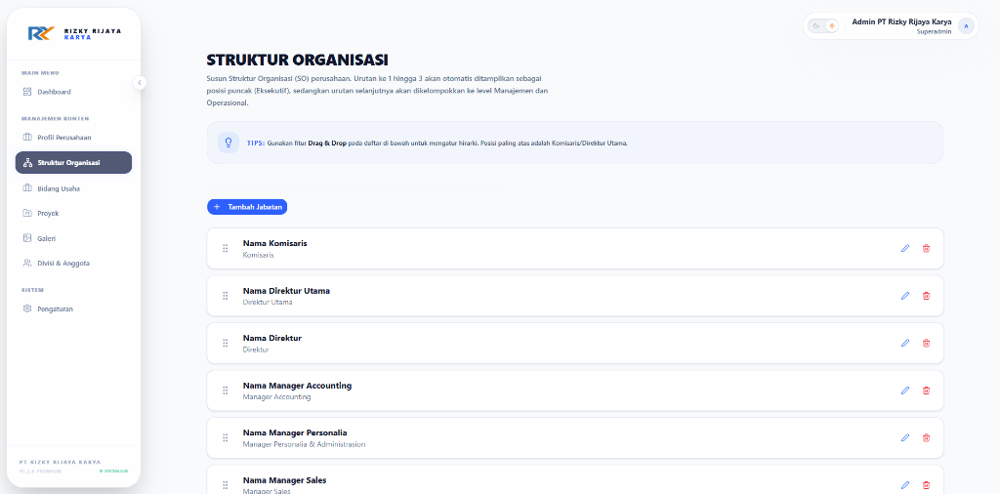 RIZKY RIJAYA
KARYA
MAIN MENU
Dashboard
MANAJEMEN KONTEN
Profil Perusahaan
Struktur Organisasi
Bidang Usaha
Proyek
Galeri
Divisi & Anggota
SISTEM
Pengaturan
PT RIZKY RIJAYA KARYA
V1.2.6 PREMIUM
Admin PT Rizky Rijaya Karya
Superadmin
A
STRUKTUR ORGANISASI
Susun Struktur Organisasi (SO) perusahaan. Urutan ke 1 hingga 3 akan otomatis ditampilkan sebagai
posisi puncak (Eksekutif), sedangkan urutan selanjutnya akan dikelompokkan ke level Manajemen dan
Operasional.
TIPS: Gunakan fitur Drag & Drop pada daftar di bawah untuk mengatur hirarki. Posisi paling atas adalah Komisaris/Direktur Utama.
+ Tambah Jabatan
Nama Komisaris
Komisaris
Nama Direktur Utama
Direktur Utama
Nama Direktur
Direktur
Nama Manager Accounting
Manager Accounting
Nama Manager Personalia
Manager Personalia & Administrasion
Nama Manager Sales
Manager Sales